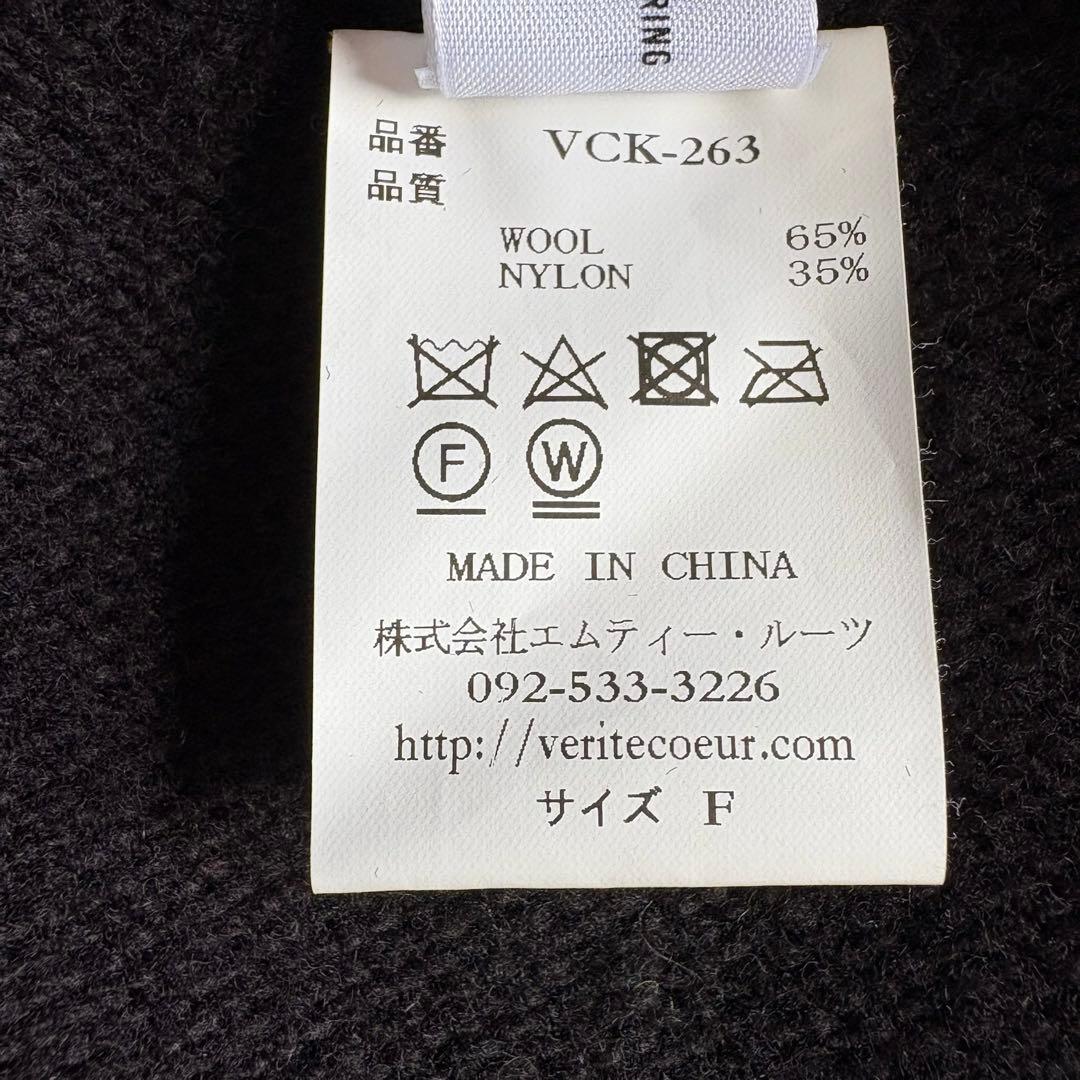 RING
品番 VCK-263
品質
WOOL 65%
NYLON 35%
F W
MADE IN CHINA
株式会社エムティー・ルーツ
092-533-3226
http://veritecoeur.com
サイズ F